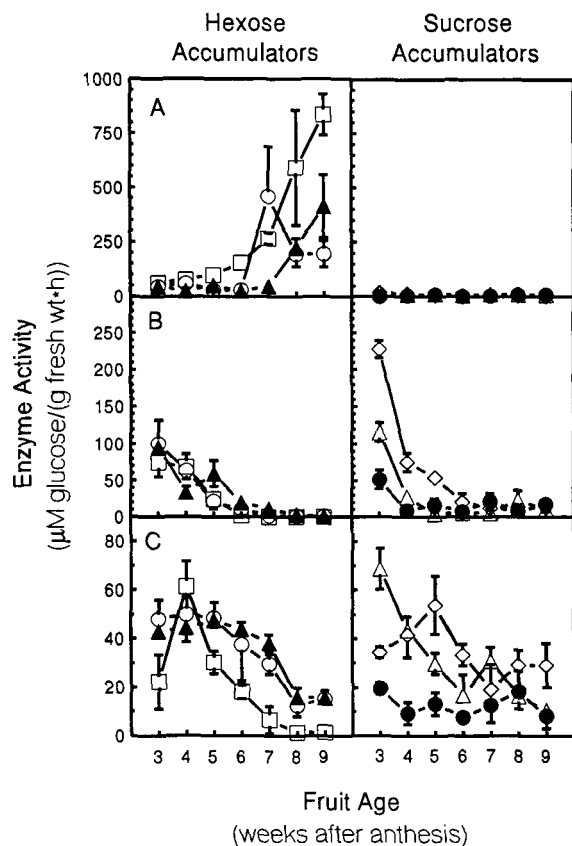 Hexose Accumulators
Sucrose Accumulators
Enzyme Activity
(µM glucose/(g fresh wt•h))
A
1000
750
500
250
0
B
250
200
150
100
50
0
C
80
60
40
20
0
3 4 5 6 7 8 9
3 4 5 6 7 8 9
Fruit Age
(weeks after anthesis)